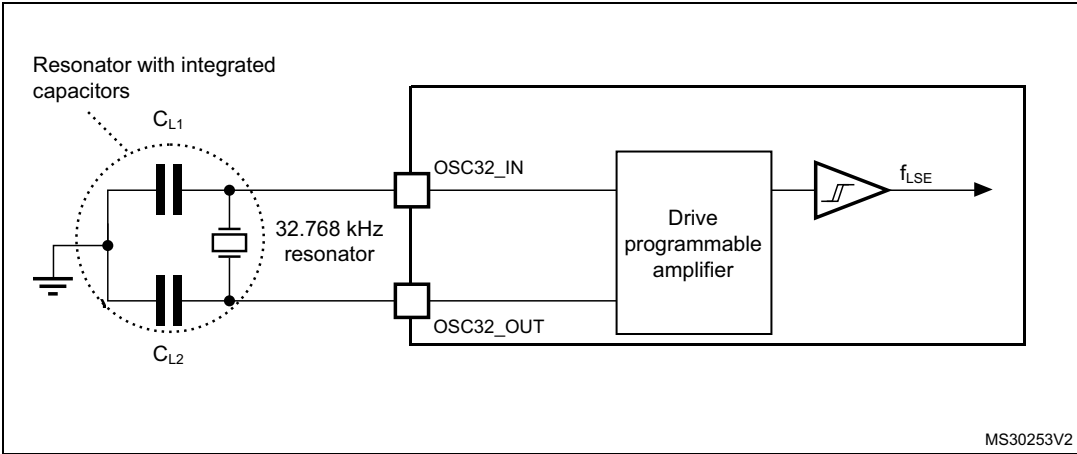 Resonator with integrated
capacitors
CL1
OSC32_IN
fLSE
32.768 kHz
resonator
Drive
programmable
amplifier
OSC32_OUT
CL2
MS30253V2